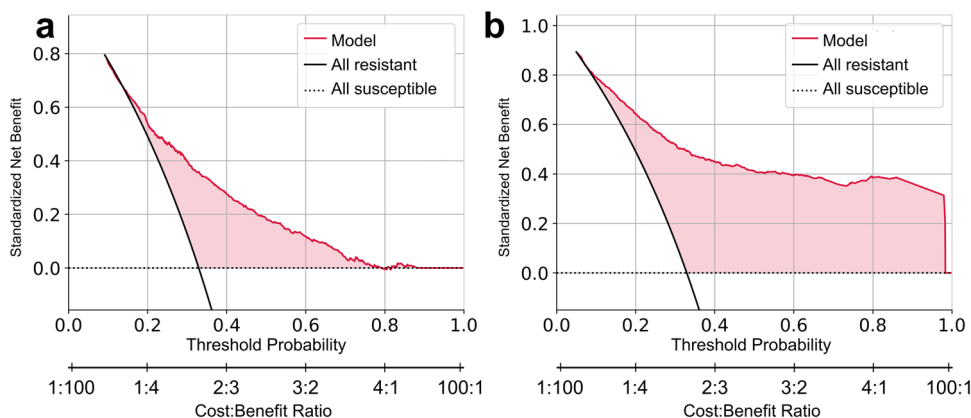 a
Model
All resistant
All susceptible
Standardized Net Benefit
0.8
0.6
0.4
0.2
0.0
0.0 0.2 0.4 0.6 0.8 1.0
Threshold Probability
1:100 1:4 2:3 3:2 4:1 100:1
Cost:Benefit Ratio
b
Model
All resistant
All susceptible
Standardized Net Benefit
1.0
0.8
0.6
0.4
0.2
0.0
0.0 0.2 0.4 0.6 0.8 1.0
Threshold Probability
1:100 1:4 2:3 3:2 4:1 100:1
Cost:Benefit Ratio